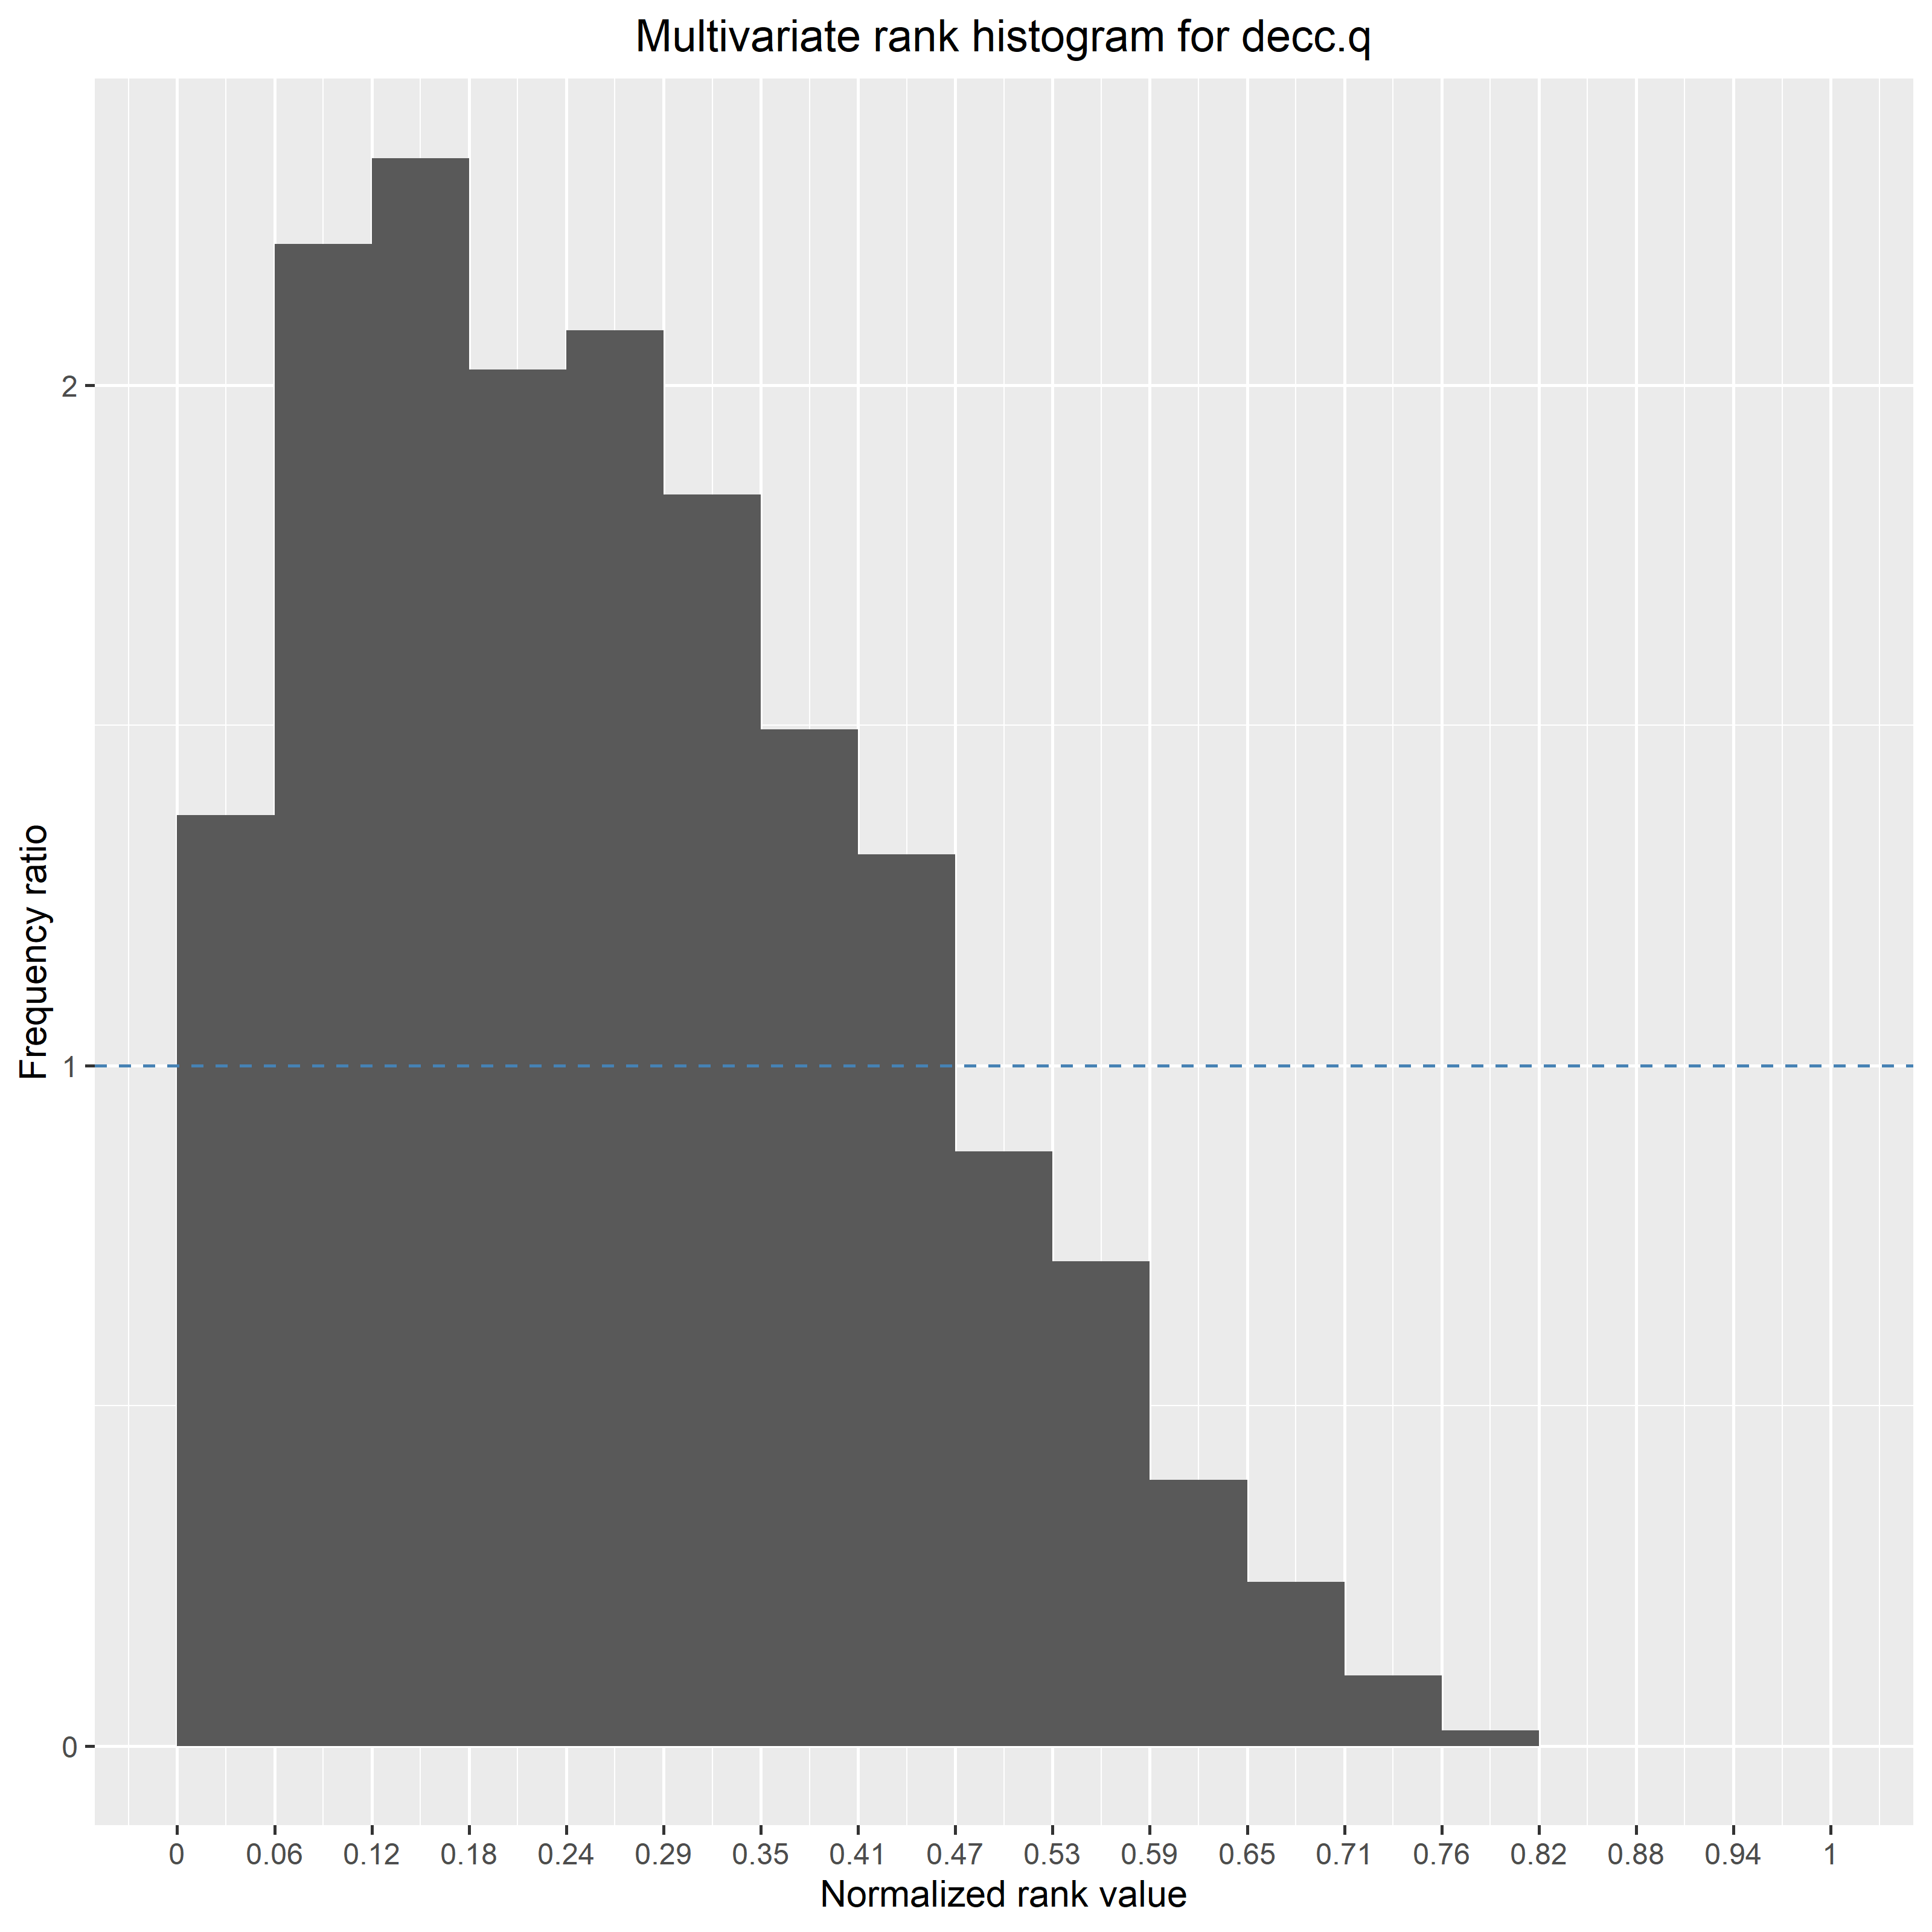 Multivariate rank histogram for decc.q
Frequency ratio
2
1
0
0 0.06 0.12 0.18 0.24 0.29 0.35 0.41 0.47 0.53 0.59 0.65 0.71 0.76 0.82 0.88 0.94 1
Normalized rank value